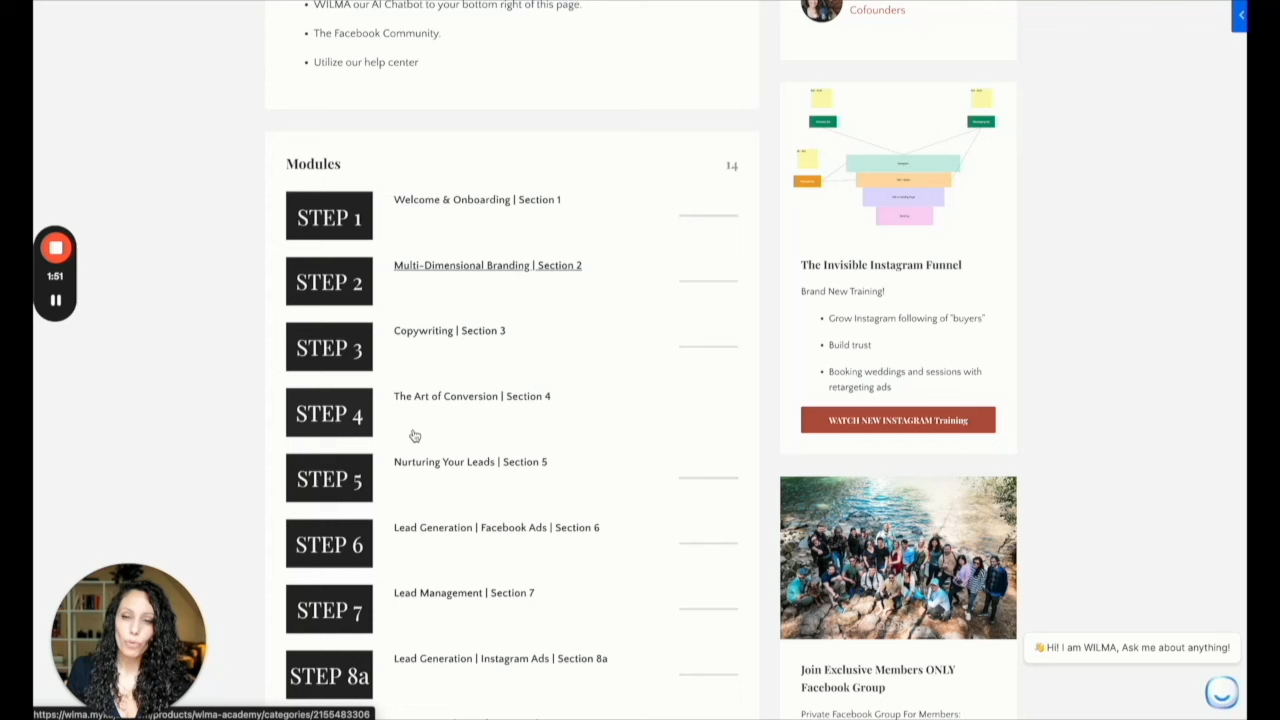 WILMA our AI Chatbot to your bottom right of this page.
The Facebook Community.
Utilize our help center
Modules
14
STEP 1
Welcome & Onboarding | Section 1
STEP 2
Multi-Dimensional Branding | Section 2
STEP 3
Copywriting | Section 3
STEP 4
The Art of Conversion | Section 4
STEP 5
Nurturing Your Leads | Section 5
STEP 6
Lead Generation | Facebook Ads | Section 6
STEP 7
Lead Management | Section 7
STEP 8a
Lead Generation | Instagram Ads | Section 8a
Cofounders
The Invisible Instagram Funnel
Brand New Training!
Grow Instagram following of "buyers"
Build trust
Booking weddings and sessions with
retargeting ads
WATCH NEW INSTAGRAM Training
Join Exclusive Members ONLY
Facebook Group
Private Facebook Group For Members:
1:51
👋 Hi! I am WILMA, Ask me about anything!